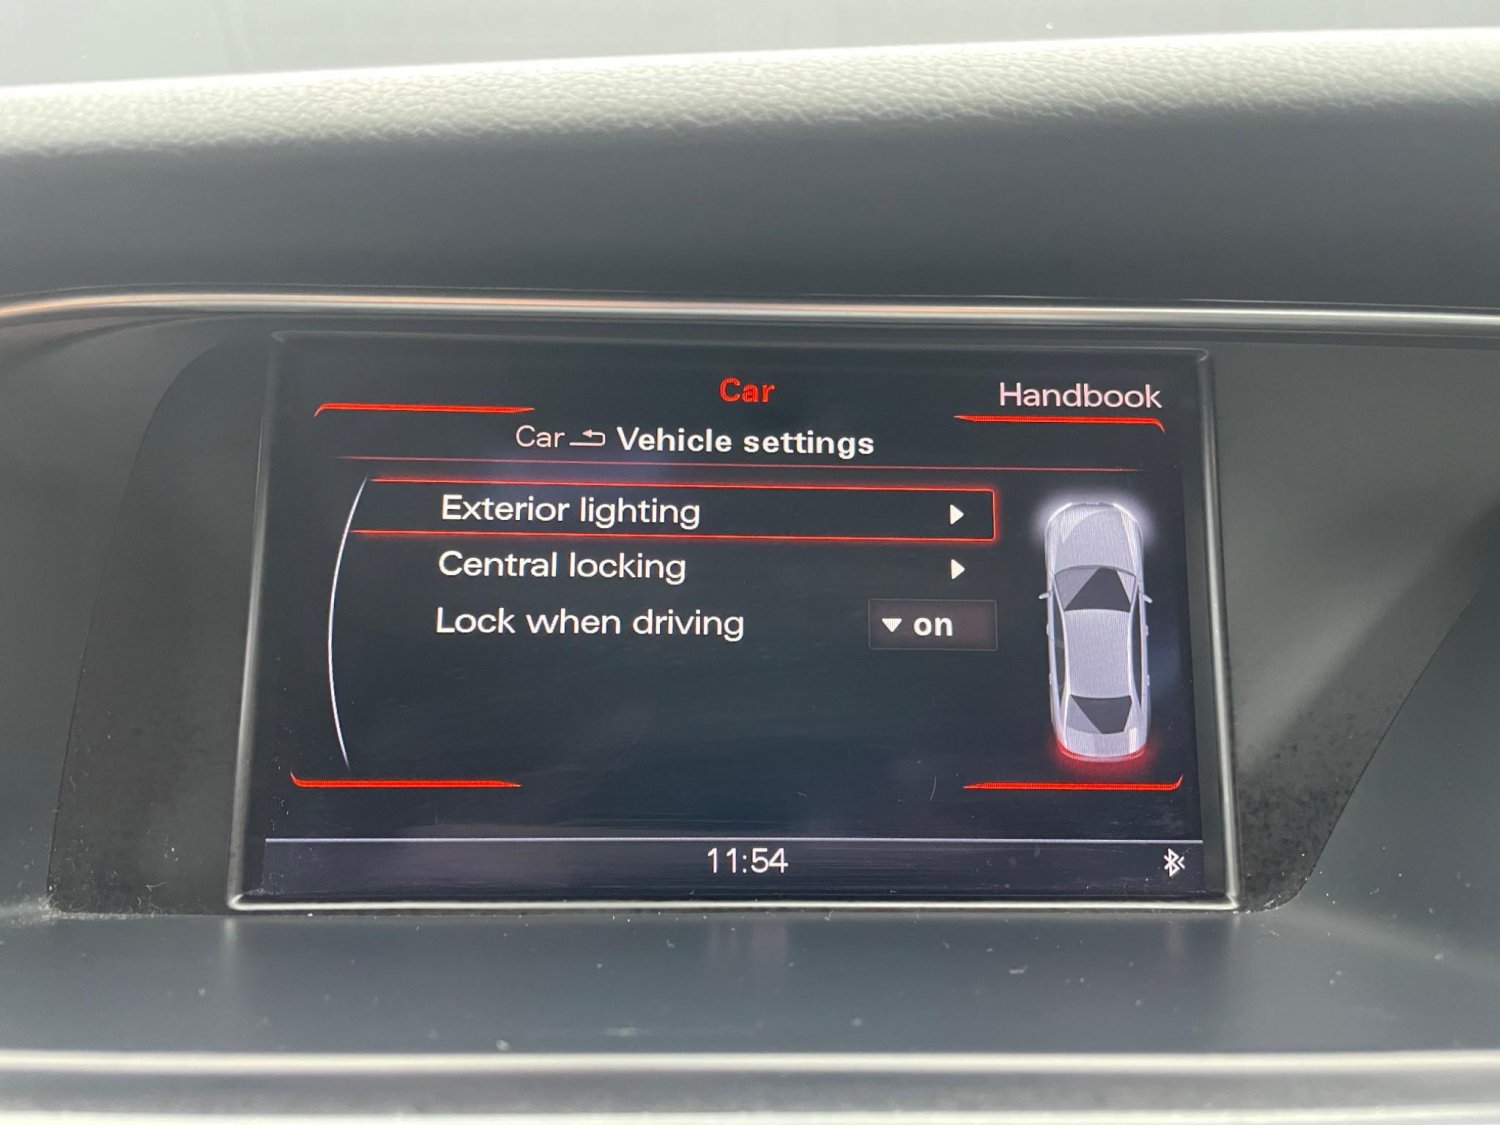 Car
Handbook
Car Vehicle settings
Exterior lighting
Central locking
Lock when driving on
11:54